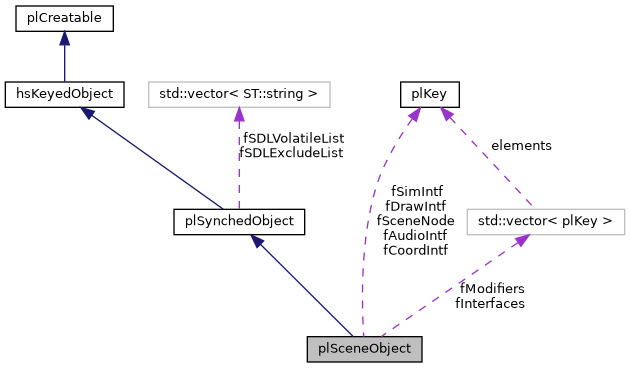 plCreatable
hsKeyedObject
std::vector< ST::string >
plKey
fSDLVolatileList
fSDLExcludeList
elements
fSimIntf
fDrawIntf
fSceneNode
fAudioIntf
fCoordIntf
plSynchedObject
std::vector< plKey >
fModifiers
fInterfaces
plSceneObject